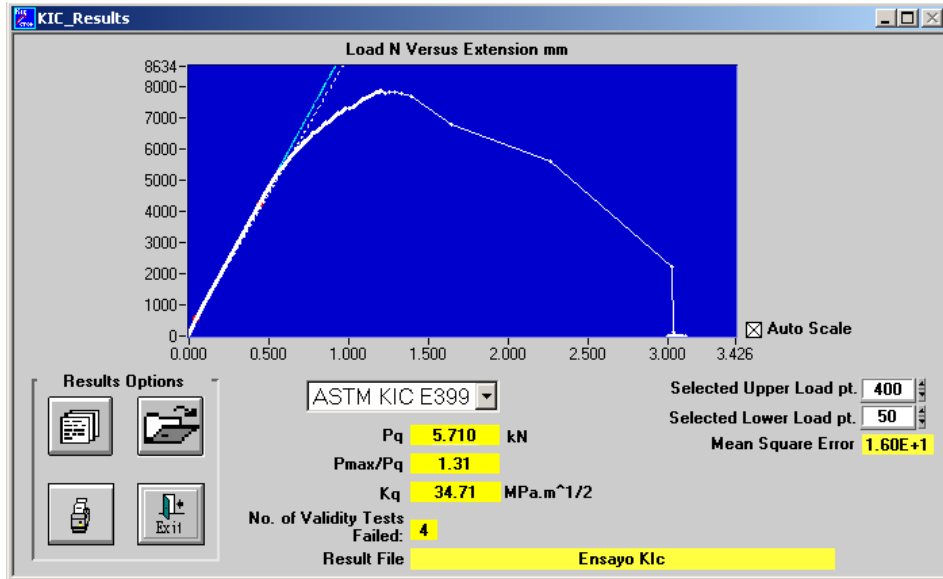 KIC_Results
Load N Versus Extension mm
8634
8000
7000
6000
5000
4000
3000
2000
1000
0
0.000 0.500 1.000 1.500 2.000 2.500 3.000 3.426
Auto Scale
Results Options
Exit
ASTM KIC E399
Pq 5.710 kN
Pmax/Pq 1.31
Kq 34.71 MPa.m^1/2
No. of Validity Tests
Failed: 4
Result File Ensayo KIc
Selected Upper Load pt. 400
Selected Lower Load pt. 50
Mean Square Error 1.60E+1